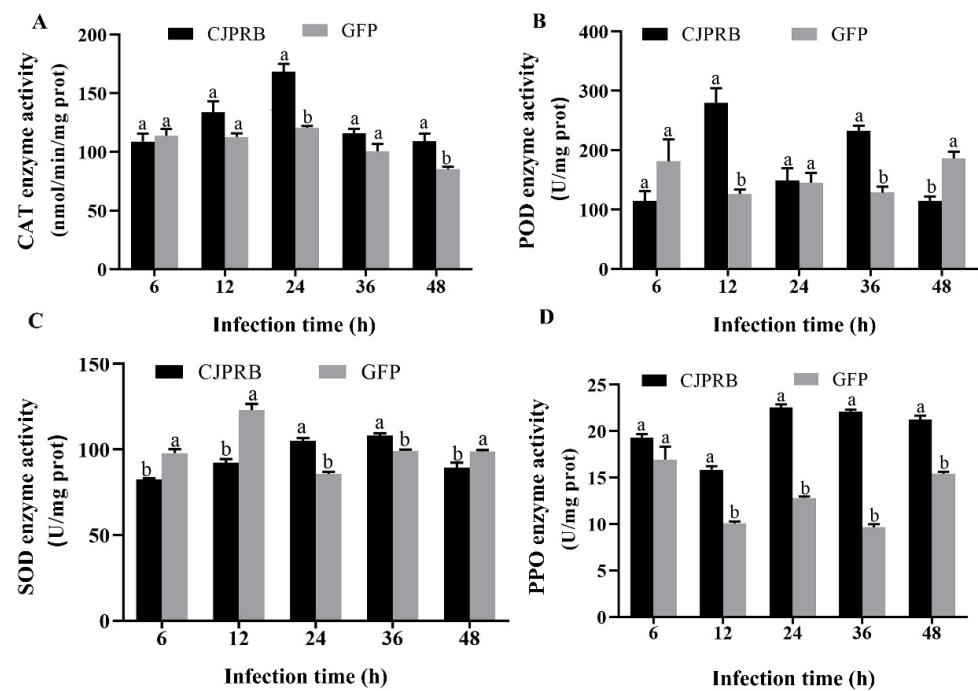 A
CJPRB GFP
CAT enzyme activity
(nmol/min/mg prot)
200
150
100
50
0
a a a a a b a a a b
6 12 24 36 48
Infection time (h)
B
CJPRB GFP
POD enzyme activity
(U/mg prot)
400
300
200
100
0
a a a b a a a b b a
6 12 24 36 48
Infection time (h)
C
CJPRB GFP
SOD enzyme activity
(U/mg prot)
150
100
50
0
b a b a a b a b b a
6 12 24 36 48
Infection time (h)
D
CJPRB GFP
PPO enzyme activity
(U/mg prot)
25
20
15
10
5
0
a a a b a b a b a b
6 12 24 36 48
Infection time (h)